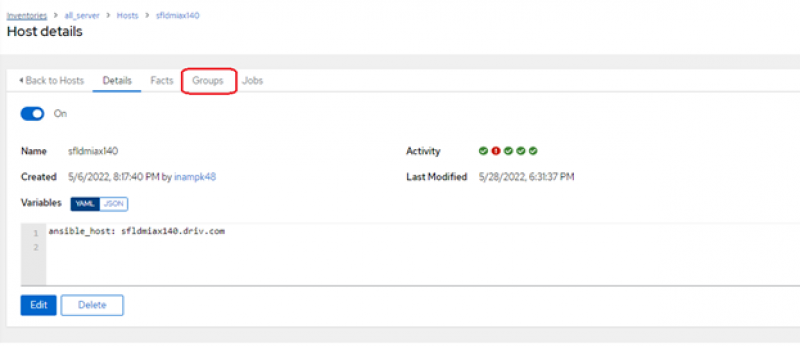 Inventories > all_server > Hosts > sfldmiax140
Host details
Back to Hosts Details Facts Groups Jobs
On
Name sfldmiax140 Activity
Created 5/6/2022, 8:17:40 PM by inampk48 Last Modified 5/28/2022, 6:31:37 PM
Variables YAML JSON
1 ansible_host: sfldmiax140.driv.com
2
Edit Delete